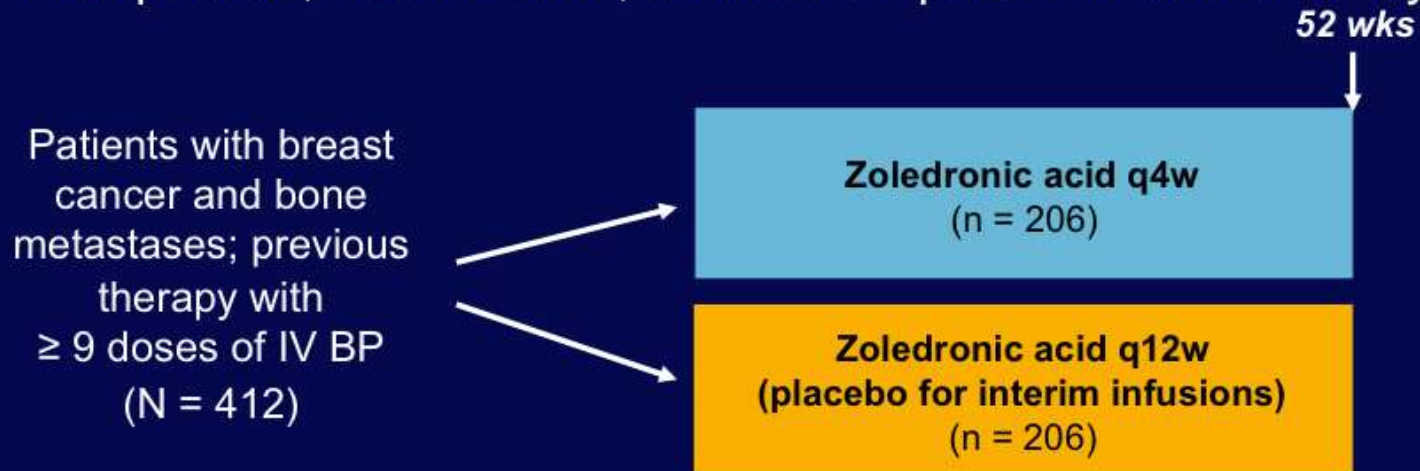 52 wks
Patients with breast
cancer and bone
metastases; previous
therapy with
≥ 9 doses of IV BP
(N = 412)
Zoledronic acid q4w
(n = 206)
Zoledronic acid q12w
(placebo for interim infusions)
(n = 206)